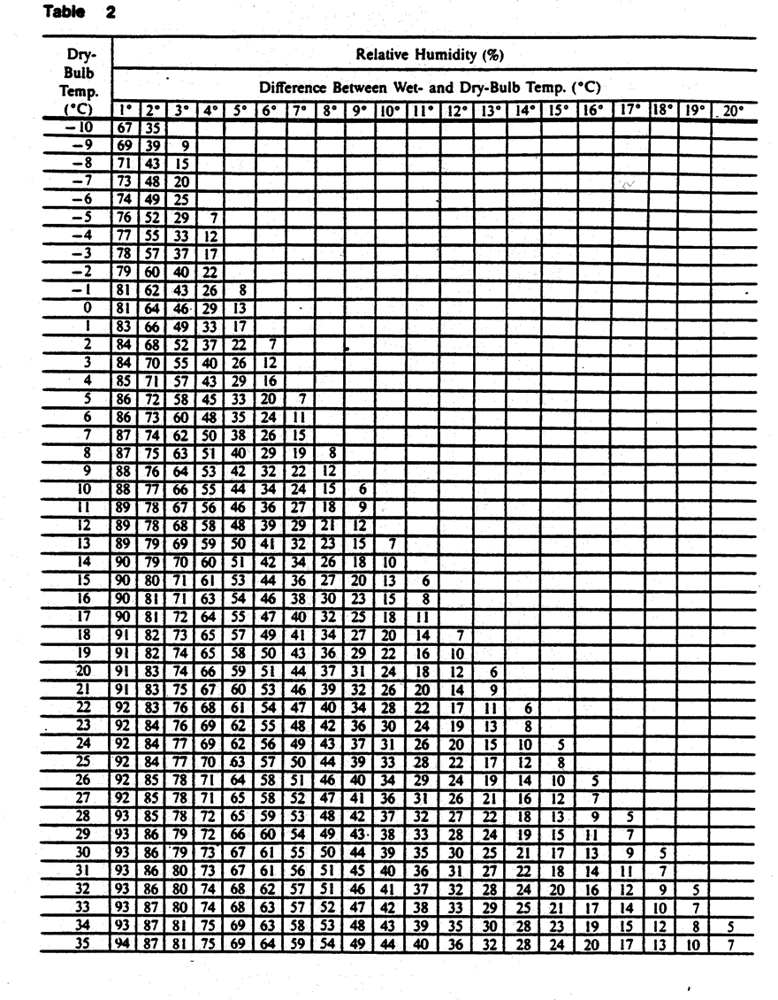 Table 2
Dry-Bulb Temp. (°C) Relative Humidity (%)
Difference Between Wet- and Dry-Bulb Temp. (°C)
1° 2° 3° 4° 5° 6° 7° 8° 9° 10° 11° 12° 13° 14° 15° 16° 17° 18° 19° 20°
−10 67 35
−9 69 39 9
−8 71 43 15
−7 73 48 20
−6 74 49 25
−5 76 52 29 7
−4 77 55 33 12
−3 78 57 37 17
−2 79 60 40 22
−1 81 62 43 26 8
0 81 64 46 29 13
1 83 66 49 33 17
2 84 68 52 37 22 7
3 84 70 55 40 26 12
4 85 71 57 43 29 16
5 86 72 58 45 33 20 7
6 86 73 60 48 35 24 11
7 87 74 62 50 38 26 15
8 87 75 63 51 40 29 19 8
9 88 76 64 53 42 32 22 12
10 88 77 66 55 44 34 24 15 6
11 89 78 67 56 46 36 27 18 9
12 89 78 68 58 48 39 29 21 12
13 89 79 69 59 50 41 32 23 15 7
14 90 79 70 60 51 42 34 26 18 10
15 90 80 71 61 53 44 36 27 20 13 6
16 90 81 71 63 54 46 38 30 23 15 8
17 90 81 72 64 55 47 40 32 25 18 11
18 91 82 73 65 57 49 41 34 27 20 14 7
19 91 82 74 65 58 50 43 36 29 22 16 10
20 91 83 74 66 59 51 44 37 31 24 18 12 6
21 91 83 75 67 60 53 46 39 32 26 20 14 9
22 92 83 76 68 61 54 47 40 34 28 22 17 11 6
23 92 84 76 69 62 55 48 42 36 30 24 19 13 8
24 92 84 77 69 62 56 49 43 37 31 26 20 15 10 5
25 92 84 77 70 63 57 50 44 39 33 28 22 17 12 8
26 92 85 78 71 64 58 51 46 40 34 29 24 19 14 10 5
27 92 85 78 71 65 58 52 47 41 36 31 26 21 16 12 7
28 93 85 78 72 65 59 53 48 42 37 32 27 22 18 13 9 5
29 93 86 79 72 66 60 54 49 43 38 33 28 24 19 15 11 7
30 93 86 79 73 67 61 55 50 44 39 35 30 25 21 17 13 9 5
31 93 86 80 73 67 61 56 51 45 40 36 31 27 22 18 14 11 7
32 93 86 80 74 68 62 57 51 46 41 37 32 28 24 20 16 12 9 5
33 93 87 80 74 68 63 57 52 47 42 38 33 29 25 21 17 14 10 7
34 93 87 81 75 69 63 58 53 48 43 39 35 30 28 23 19 15 12 8 5
35 94 87 81 75 69 64 59 54 49 44 40 36 32 28 24 20 17 13 10 7